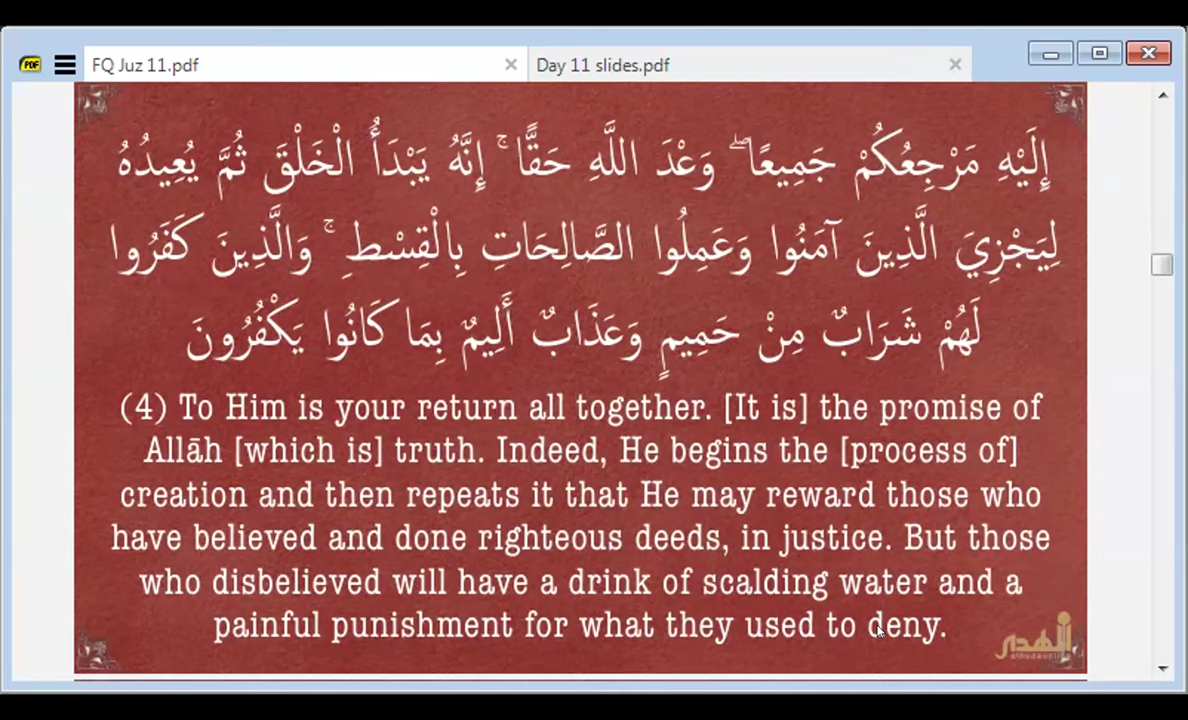 FQ Juz 11.pdf
Day 11 slides.pdf
إِلَيْهِ مَرْجِعُكُمْ جَمِيعًا ۖ وَعْدَ اللَّهِ حَقًّا ۚ إِنَّهُ يَبْدَأُ الْخَلْقَ ثُمَّ يُعِيدُهُ
لِيَجْزِيَ الَّذِينَ آمَنُوا وَعَمِلُوا الصَّالِحَاتِ بِالْقِسْطِ ۚ وَالَّذِينَ كَفَرُوا
لَهُمْ شَرَابٌ مِنْ حَمِيمٍ وَعَذَابٌ أَلِيمٌ بِمَا كَانُوا يَكْفُرُونَ
(4) To Him is your return all together. [It is] the promise of
Allāh [which is] truth. Indeed, He begins the [process of]
creation and then repeats it that He may reward those who
have believed and done righteous deeds, in justice. But those
who disbelieved will have a drink of scalding water and a
painful punishment for what they used to deny.
الهدى